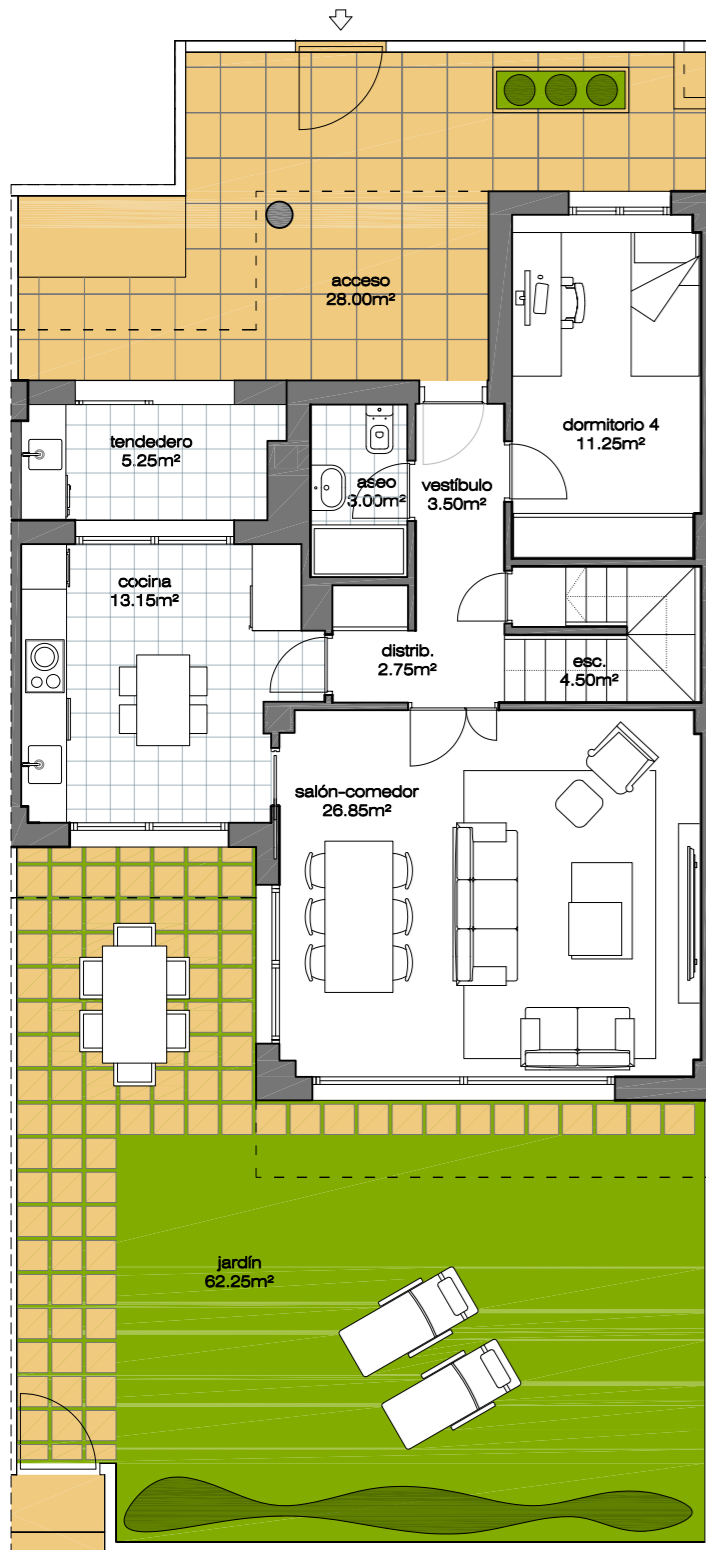 acceso
28.00m²
dormitorio 4
11.25m²
tendedero
5.25m²
aseo
3.00m²
vestíbulo
3.50m²
cocina
13.15m²
distrib.
2.75m²
esc.
4.50m²
salón-comedor
26.85m²
jardín
62.25m²